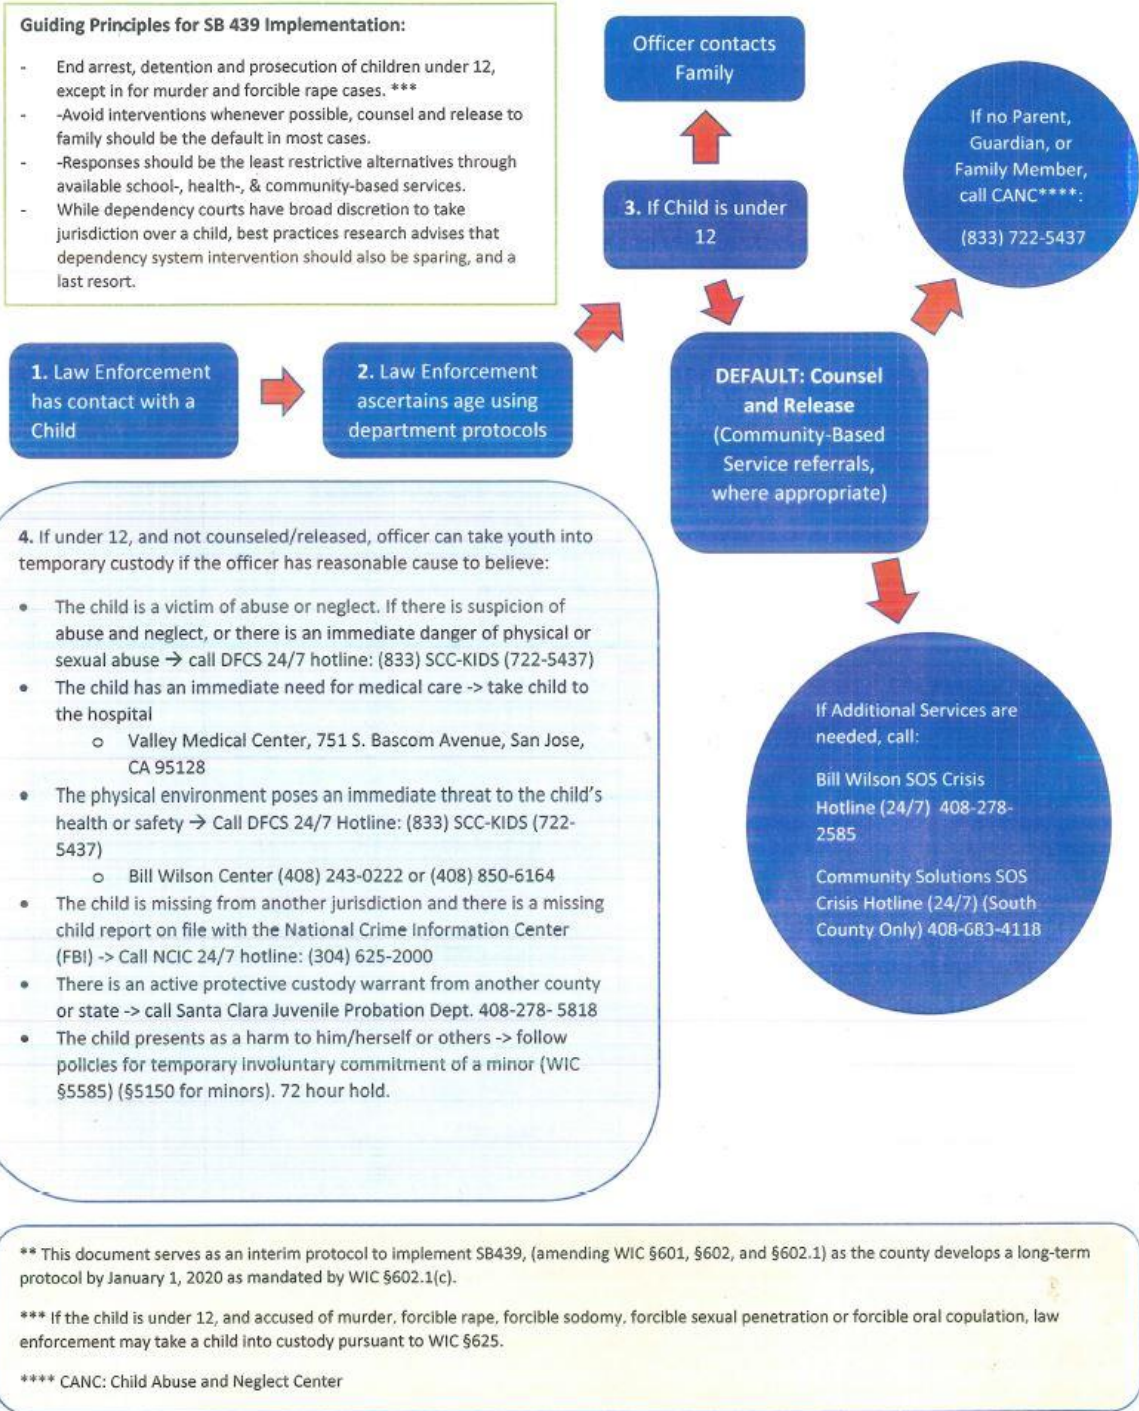 Guiding Principles for SB 439 Implementation:
- End arrest, detention and prosecution of children under 12,
except in for murder and forcible rape cases. ***
- -Avoid interventions whenever possible, counsel and release to
family should be the default in most cases.
- -Responses should be the least restrictive alternatives through
available school-, health-, & community-based services.
- While dependency courts have broad discretion to take
jurisdiction over a child, best practices research advises that
dependency system intervention should also be sparing, and a
last resort.
Officer contacts
Family
If no Parent,
Guardian, or
Family Member,
call CANC****:
(833) 722-5437
3. If Child is under
12
1. Law Enforcement
has contact with a
Child
2. Law Enforcement
ascertains age using
department protocols
DEFAULT: Counsel
and Release
(Community-Based
Service referrals,
where appropriate)
4. If under 12, and not counseled/released, officer can take youth into
temporary custody if the officer has reasonable cause to believe:
• The child is a victim of abuse or neglect. If there is suspicion of
abuse and neglect, or there is an immediate danger of physical or
sexual abuse → call DFCS 24/7 hotline: (833) SCC-KIDS (722-5437)
• The child has an immediate need for medical care -> take child to
the hospital
o Valley Medical Center, 751 S. Bascom Avenue, San Jose,
CA 95128
• The physical environment poses an immediate threat to the child's
health or safety → Call DFCS 24/7 Hotline: (833) SCC-KIDS (722-
5437)
o Bill Wilson Center (408) 243-0222 or (408) 850-6164
• The child is missing from another jurisdiction and there is a missing
child report on file with the National Crime Information Center
(FBI) -> Call NCIC 24/7 hotline: (304) 625-2000
• There is an active protective custody warrant from another county
or state -> call Santa Clara Juvenile Probation Dept. 408-278- 5818
• The child presents as a harm to him/herself or others -> follow
policies for temporary involuntary commitment of a minor (WIC
§5585) (§5150 for minors). 72 hour hold.
If Additional Services are
needed, call:
Bill Wilson SOS Crisis
Hotline (24/7) 408-278-
2585
Community Solutions SOS
Crisis Hotline (24/7) (South
County Only) 408-683-4118
** This document serves as an interim protocol to implement SB439, (amending WIC §601, §602, and §602.1) as the county develops a long-term
protocol by January 1, 2020 as mandated by WIC §602.1(c).
*** If the child is under 12, and accused of murder, forcible rape, forcible sodomy, forcible sexual penetration or forcible oral copulation, law
enforcement may take a child into custody pursuant to WIC §625.
**** CANC: Child Abuse and Neglect Center